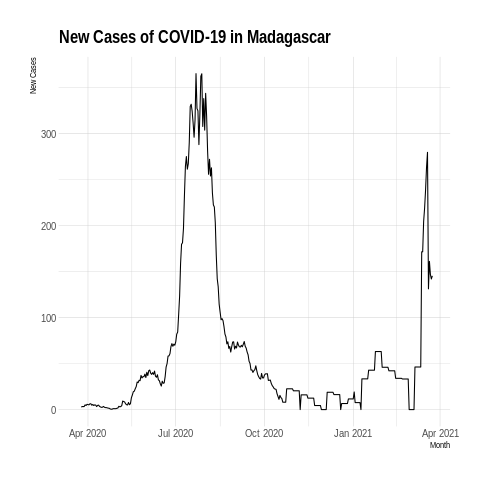 New Cases of COVID-19 in Madagascar
New Cases
300
200
100
0
Apr 2020 Jul 2020 Oct 2020 Jan 2021 Apr 2021
Month